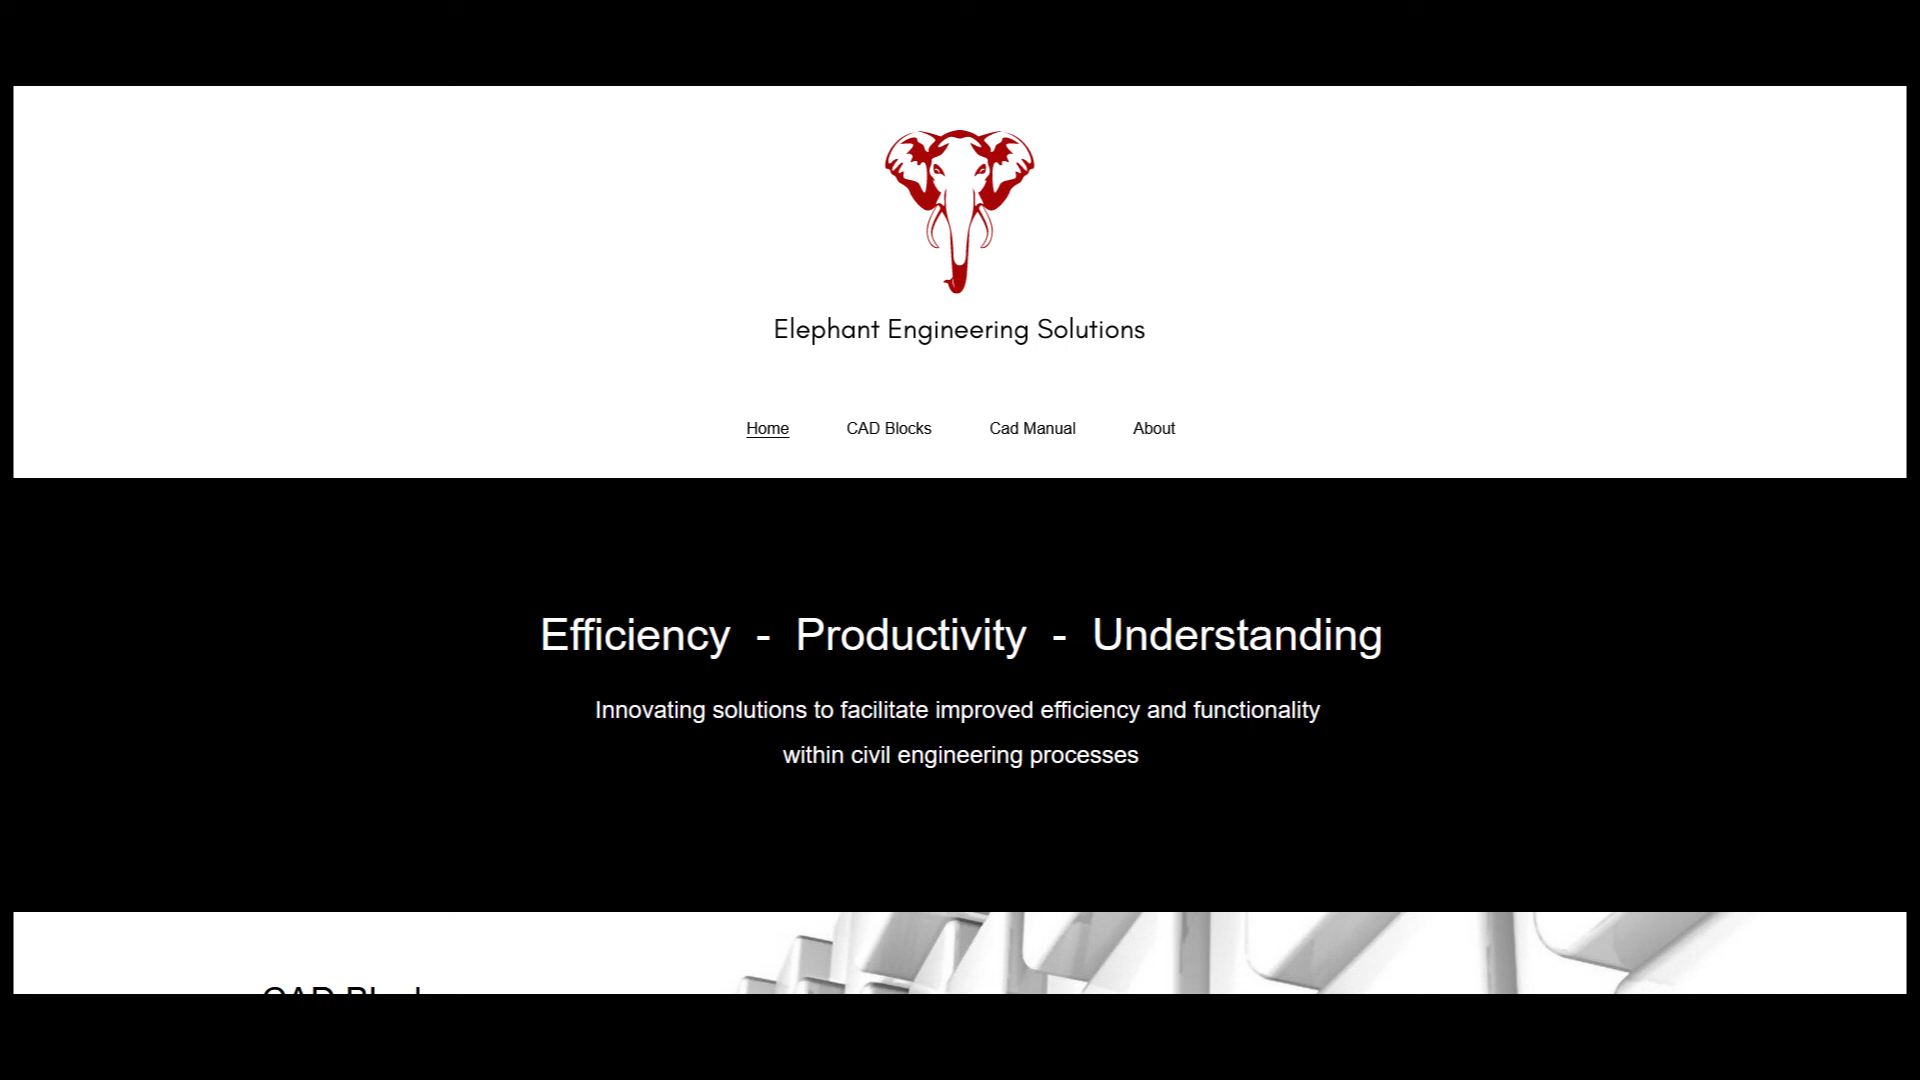 Elephant Engineering Solutions
Home CAD Blocks Cad Manual About
Efficiency - Productivity - Understanding
Innovating solutions to facilitate improved efficiency and functionality
within civil engineering processes